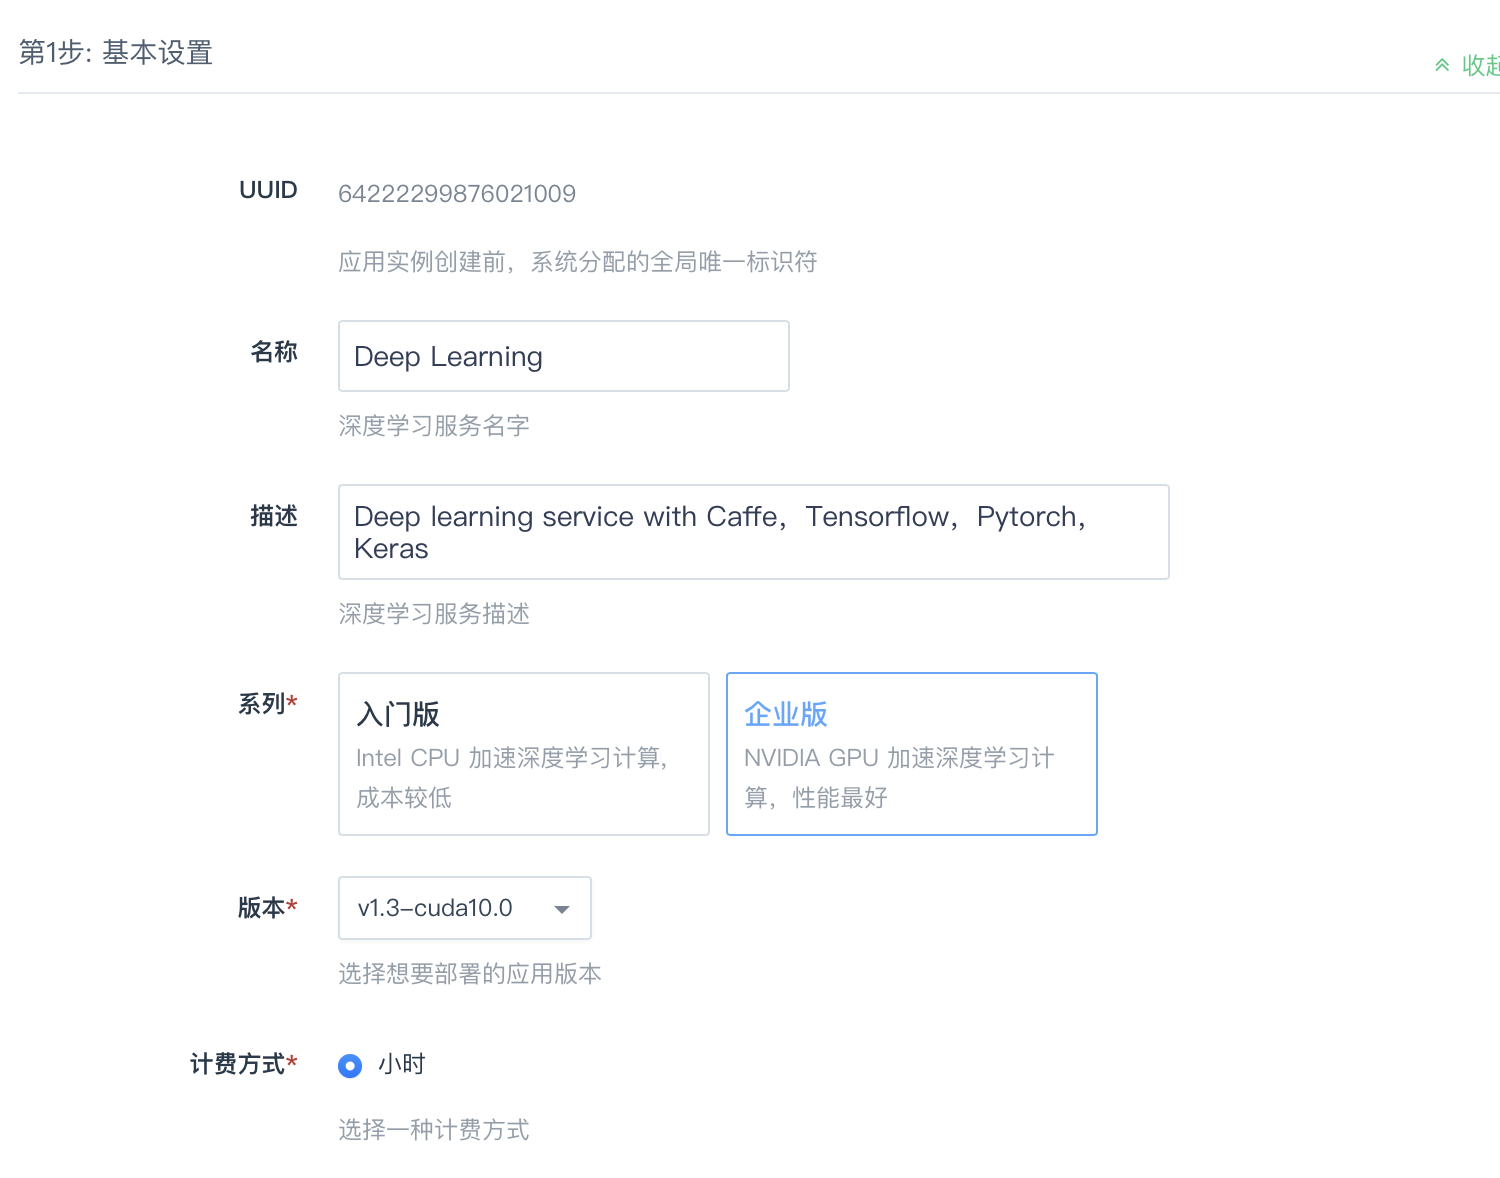 第1步: 基本设置
收起
UUID
64222299876021009
应用实例创建前，系统分配的全局唯一标识符
名称
Deep Learning
深度学习服务名字
描述
Deep learning service with Caffe，Tensorflow，Pytorch，
Keras
深度学习服务描述
系列*
入门版
Intel CPU 加速深度学习计算,
成本较低
企业版
NVIDIA GPU 加速深度学习计
算，性能最好
版本*
v1.3-cuda10.0
选择想要部署的应用版本
计费方式*
小时
选择一种计费方式